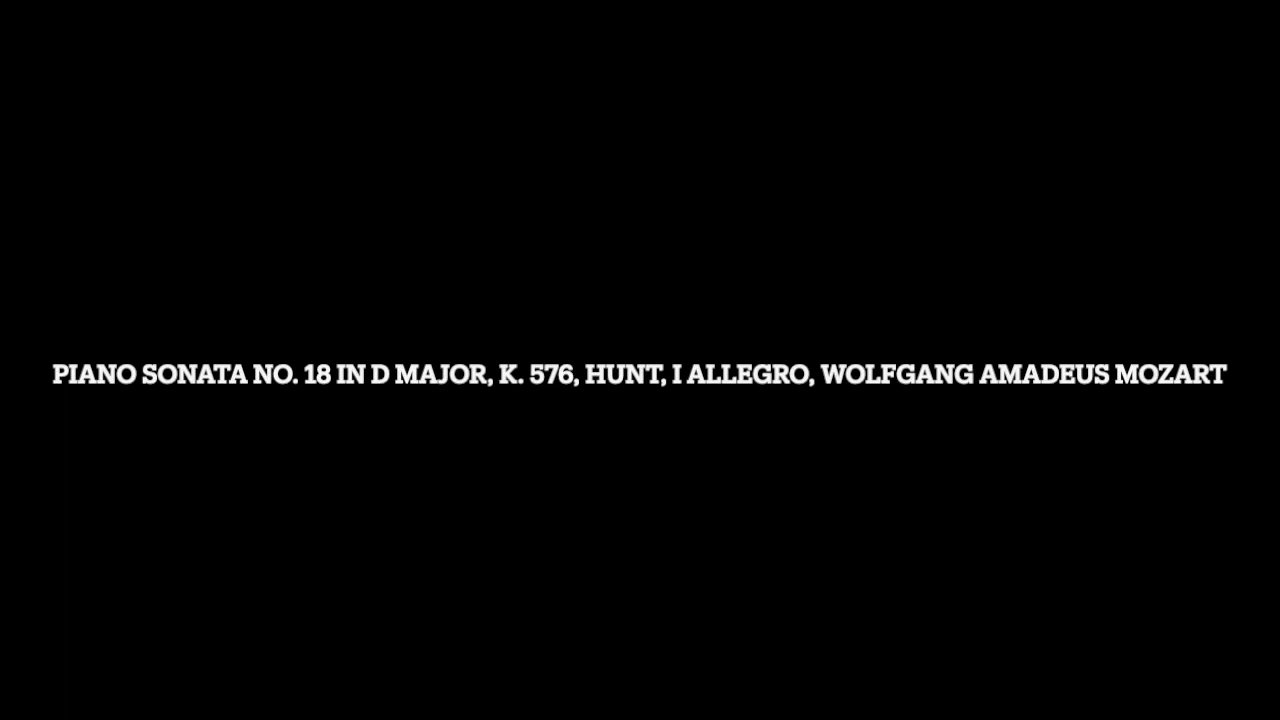 PIANO SONATA NO. 18 IN D MAJOR, K. 576, HUNT, I ALLEGRO, WOLFGANG AMADEUS MOZART